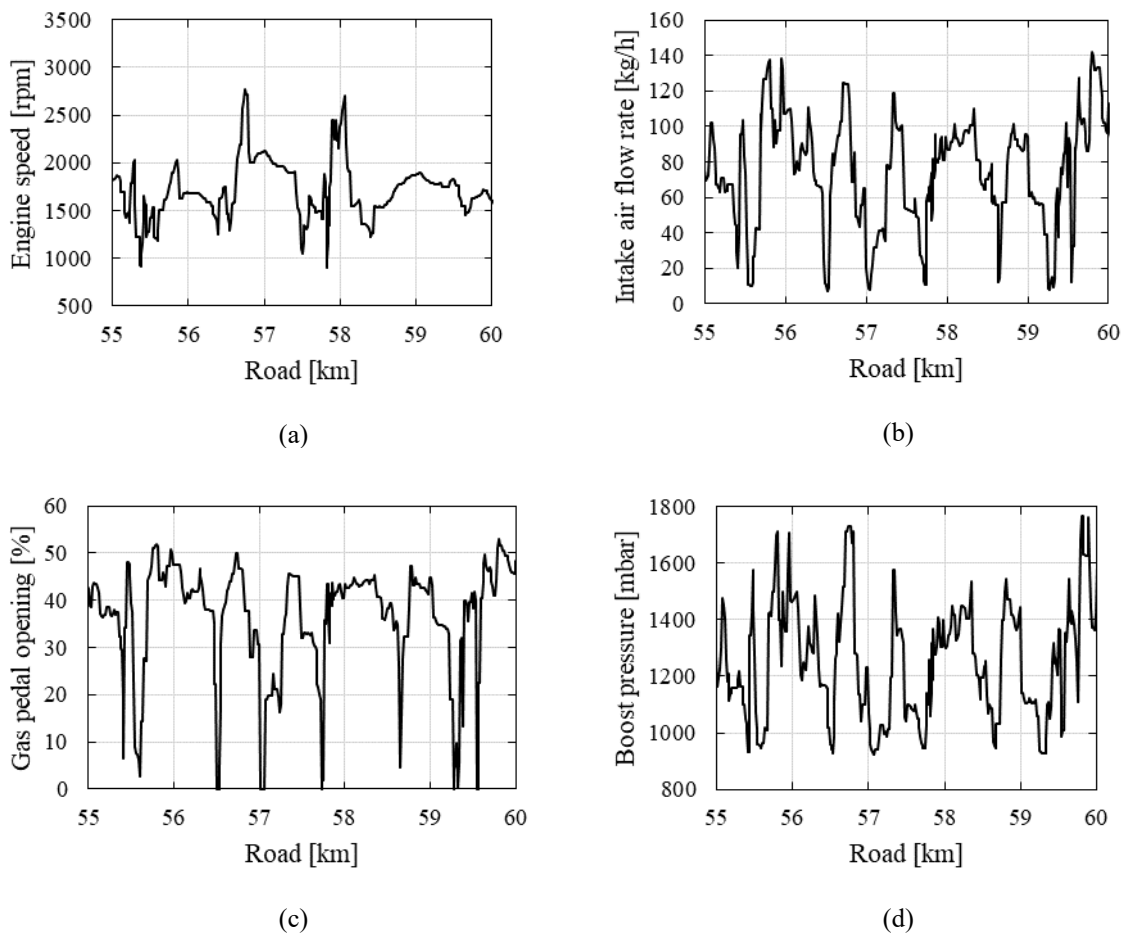 Engine speed [rpm]
3500
3000
2500
2000
1500
1000
500
55 56 57 58 59 60
Road [km]
(a)
Intake air flow rate [kg/h]
160
140
120
100
80
60
40
20
0
55 56 57 58 59 60
Road [km]
(b)
Gas pedal opening [%]
60
50
40
30
20
10
0
55 56 57 58 59 60
Road [km]
(c)
Boost pressure [mbar]
1800
1600
1400
1200
1000
800
55 56 57 58 59 60
Road [km]
(d)